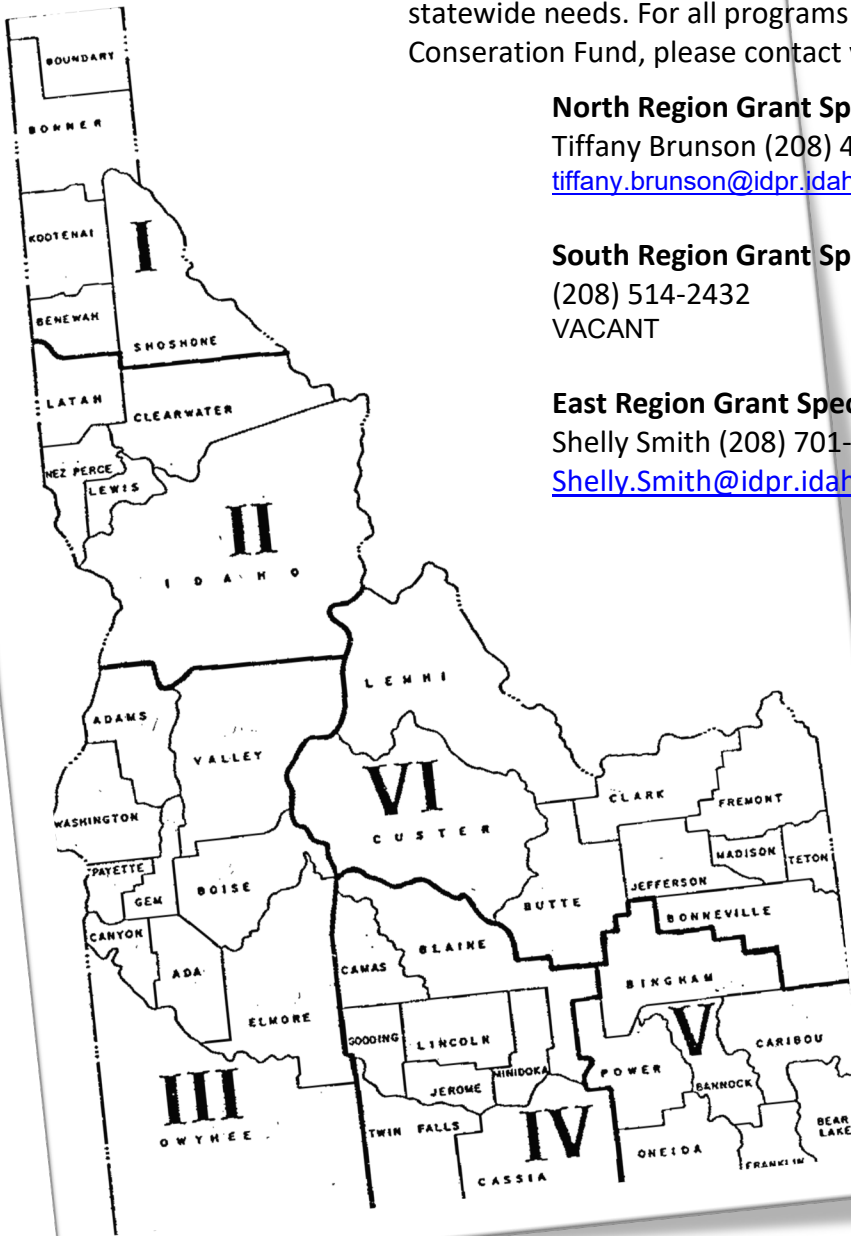 statewide needs. For all programs
Conseration Fund, please contact
North Region Grant Sp
Tiffany Brunson (208) 4
tiffany.brunson@idpr.idah
South Region Grant Sp
(208) 514-2432
VACANT
East Region Grant Spec
Shelly Smith (208) 701-
Shelly.Smith@idpr.idah
BOUNDARY
BONNER
KOOTENAI
I
BENEWAH
SHOSHONE
LATAH
CLEARWATER
NEZ PERCE
LEWIS
II
IDAHO
LEMHI
ADAMS
VALLEY
VI
CUSTER
CLARK
FREMONT
WASHINGTON
MADISON
TETON
PAYETTE
GEM
BOISE
JEFFERSON
BUTTE
BONNEVILLE
CANYON
ADA
CAMAS
BLAINE
BINGHAM
ELMORE
GOODING
LINCOLN
V
CARIBOU
MINIDOKA
POWER
JEROME
BANNOCK
III
OWYHEE
TWIN FALLS
IV
ONEIDA
BEAR
LAKE
CASSIA
FRANKLIN